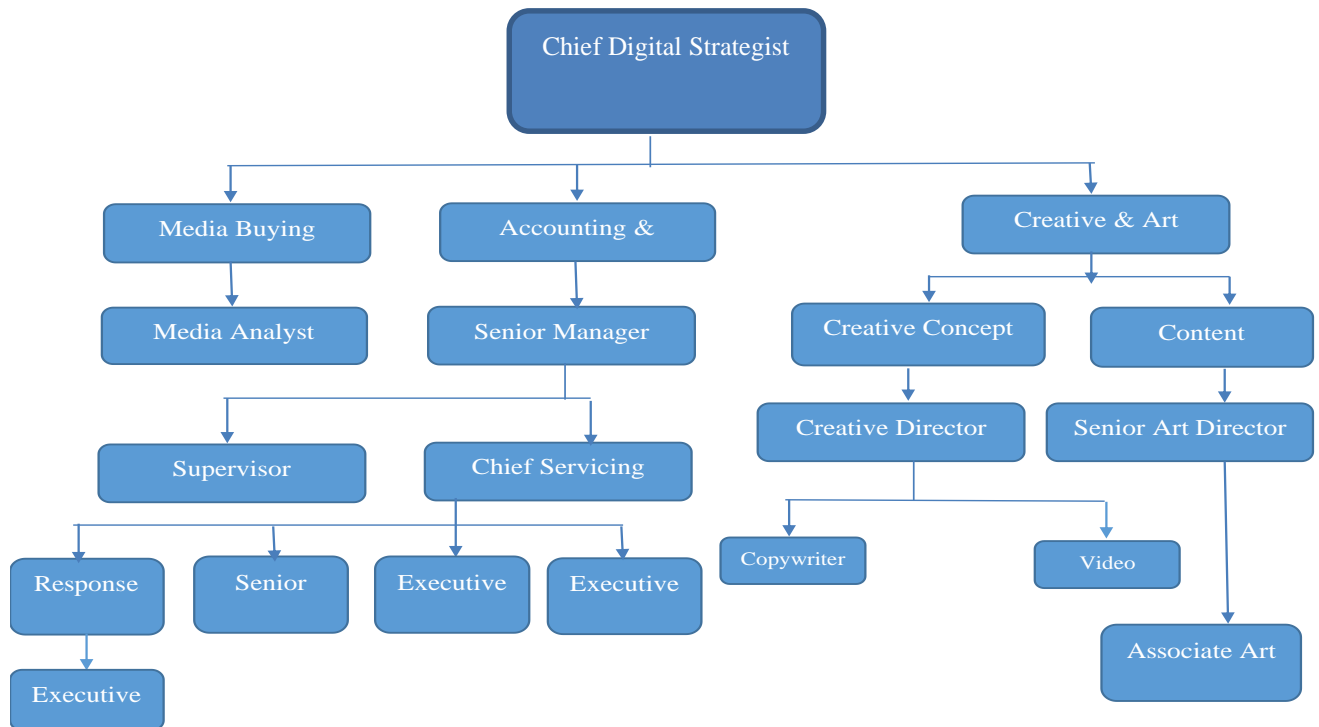 Chief Digital Strategist
Media Buying
Accounting &
Creative & Art
Media Analyst
Senior Manager
Creative Concept
Content
Creative Director
Senior Art Director
Supervisor
Chief Servicing
Copywriter
Video
Response
Senior
Executive
Executive
Associate Art
Executive